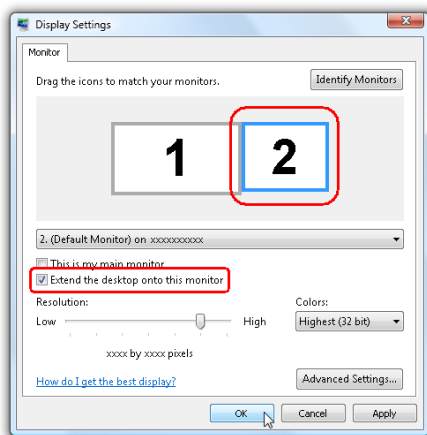 Display Settings
Monitor
Drag the icons to match your monitors.
Identify Monitors
1
2
2. (Default Monitor) on xxxxxxxxxx
This is my main monitor
Extend the desktop onto this monitor
Resolution:
Colors:
Low
High
Highest (32 bit)
xxxx by xxxx pixels
How do I get the best display?
Advanced Settings...
OK
Cancel
Apply